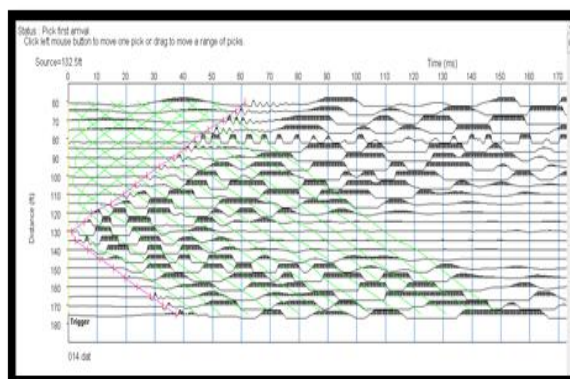 Status : Pick first arrival
Click left mouse button to move one pick or drag to move a range of picks.
Source=132.5ft
Time (ms)
0 10 20 30 40 50 60 70 80 90 100 110 120 130 140 150 160 170
60
70
80
90
100
110
120
130
140
150
160
170
180
Distance (ft)
Trigger
014.dat